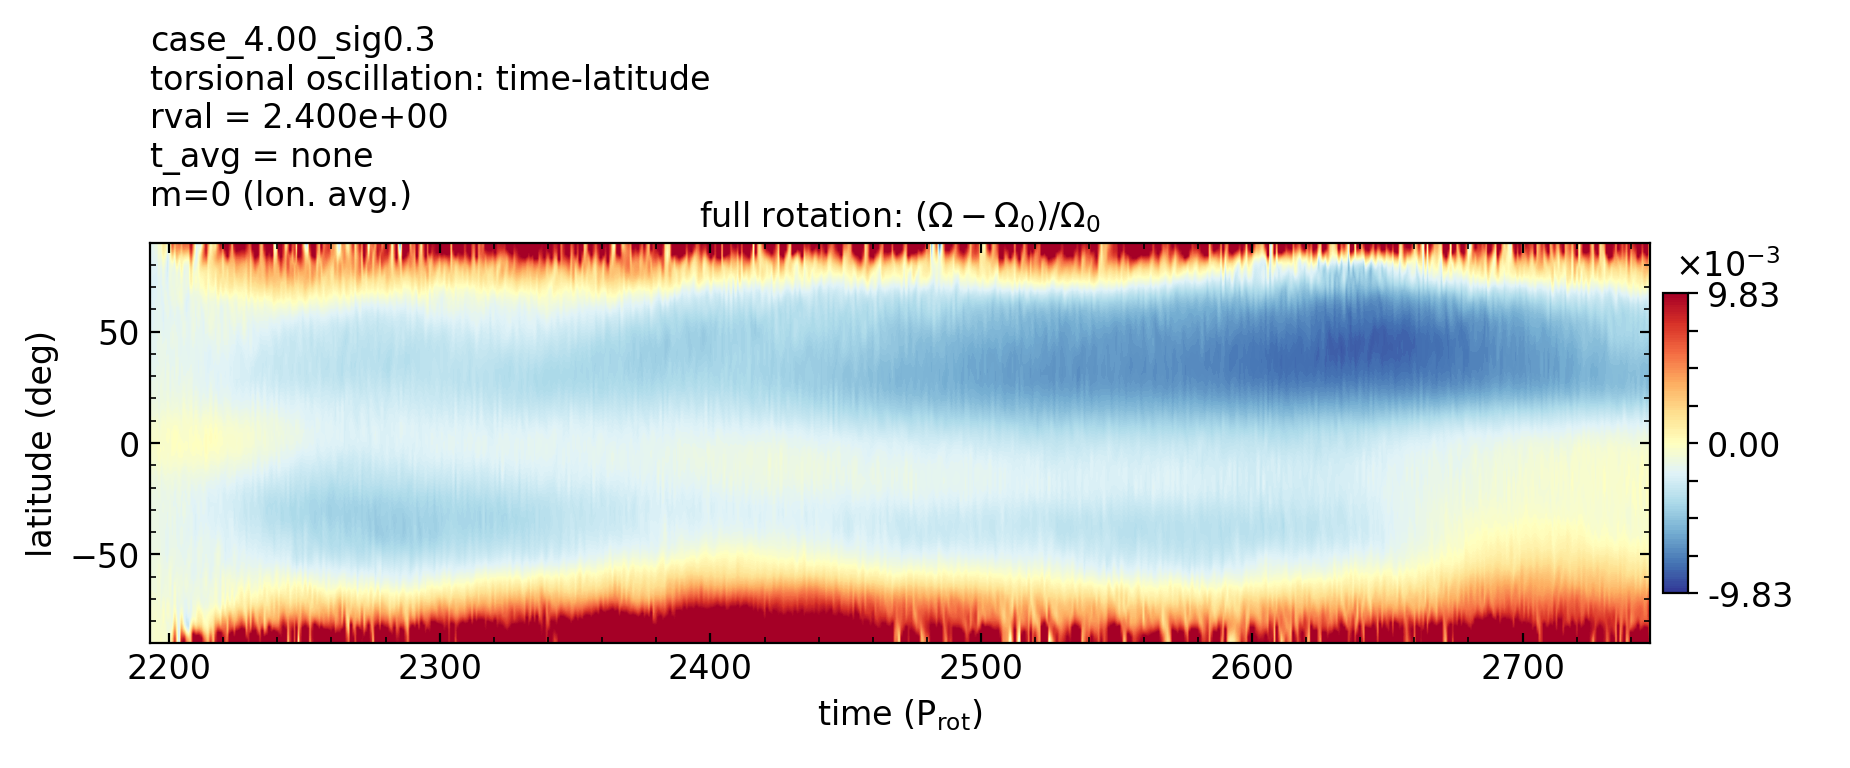 case_4.00_sig0.3
torsional oscillation: time-latitude
rval = 2.400e+00
t_avg = none
m=0 (lon. avg.)
full rotation: (Ω − Ω₀)/Ω₀
×10⁻³
9.83
0.00
-9.83
latitude (deg)
50
0
−50
2200 2300 2400 2500 2600 2700
time (P_rot)